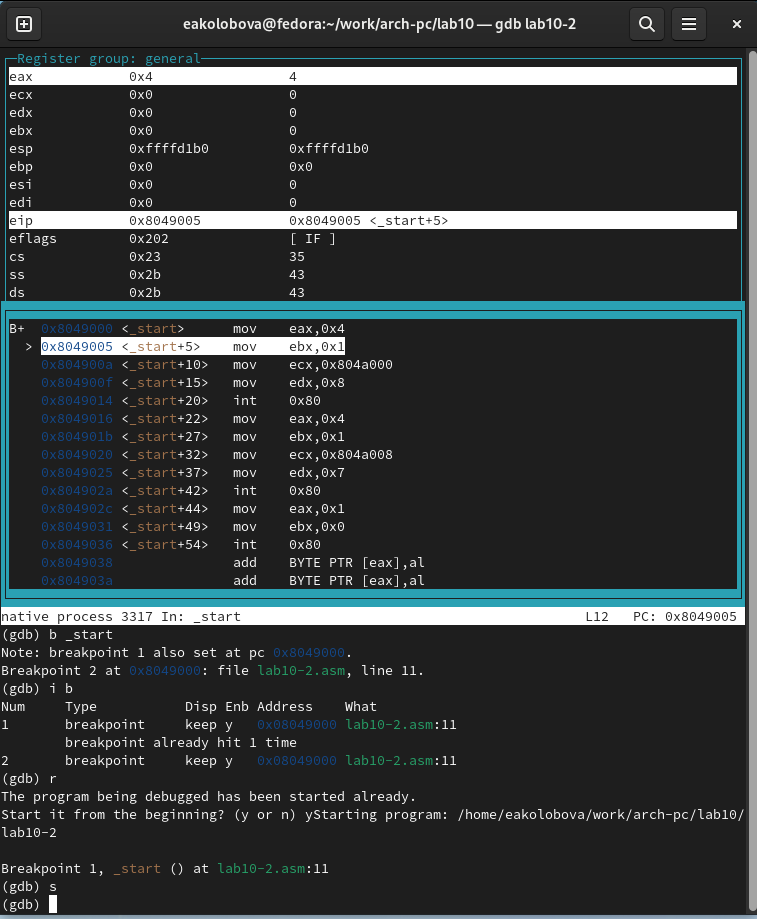 eakolobova@fedora:~/work/arch-pc/lab10 — gdb lab10-2
Register group: general
eax 0x4 4
ecx 0x0 0
edx 0x0 0
ebx 0x0 0
esp 0xffffd1b0 0xffffd1b0
ebp 0x0 0x0
esi 0x0 0
edi 0x0 0
eip 0x8049005 0x8049005 <_start+5>
eflags 0x202 [ IF ]
cs 0x23 35
ss 0x2b 43
ds 0x2b 43
B+ 0x8049000 <_start> mov eax,0x4
> 0x8049005 <_start+5> mov ebx,0x1
0x804900a <_start+10> mov ecx,0x804a000
0x804900f <_start+15> mov edx,0x8
0x8049014 <_start+20> int 0x80
0x8049016 <_start+22> mov eax,0x4
0x804901b <_start+27> mov ebx,0x1
0x8049020 <_start+32> mov ecx,0x804a008
0x8049025 <_start+37> mov edx,0x7
0x804902a <_start+42> int 0x80
0x804902c <_start+44> mov eax,0x1
0x8049031 <_start+49> mov ebx,0x0
0x8049036 <_start+54> int 0x80
0x8049038 add BYTE PTR [eax],al
0x804903a add BYTE PTR [eax],al
native process 3317 In: _start L12 PC: 0x8049005
(gdb) b _start
Note: breakpoint 1 also set at pc 0x8049000.
Breakpoint 2 at 0x8049000: file lab10-2.asm, line 11.
(gdb) i b
Num Type Disp Enb Address What
1 breakpoint keep y 0x08049000 lab10-2.asm:11
breakpoint already hit 1 time
2 breakpoint keep y 0x08049000 lab10-2.asm:11
(gdb) r
The program being debugged has been started already.
Start it from the beginning? (y or n) yStarting program: /home/eakolobova/work/arch-pc/lab10/
lab10-2
Breakpoint 1, _start () at lab10-2.asm:11
(gdb) s
(gdb)